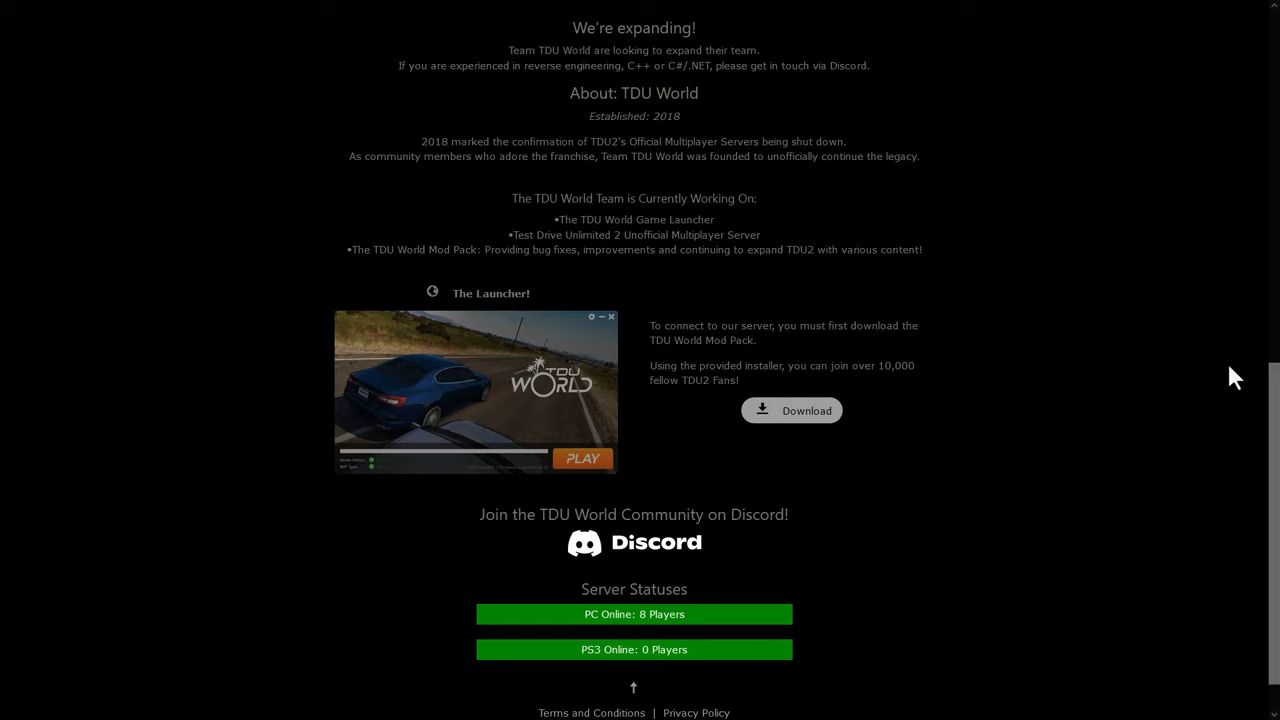 We're expanding!
Team TDU World are looking to expand their team.
If you are experienced in reverse engineering, C++ or C#/.NET, please get in touch via Discord.
About: TDU World
Established: 2018
2018 marked the confirmation of TDU2's Official Multiplayer Servers being shut down.
As community members who adore the franchise, Team TDU World was founded to unofficially continue the legacy.
The TDU World Team is Currently Working On:
•The TDU World Game Launcher
•Test Drive Unlimited 2 Unofficial Multiplayer Server
•The TDU World Mod Pack: Providing bug fixes, improvements and continuing to expand TDU2 with various content!
The Launcher!
TDU
WORLD
Server Status:
PLAY
To connect to our server, you must first download the
TDU World Mod Pack.
Using the provided installer, you can join over 10,000
fellow TDU2 Fans!
Download
Join the TDU World Community on Discord!
Discord
Server Statuses
PC Online: 8 Players
PS3 Online: 0 Players
Terms and Conditions | Privacy Policy